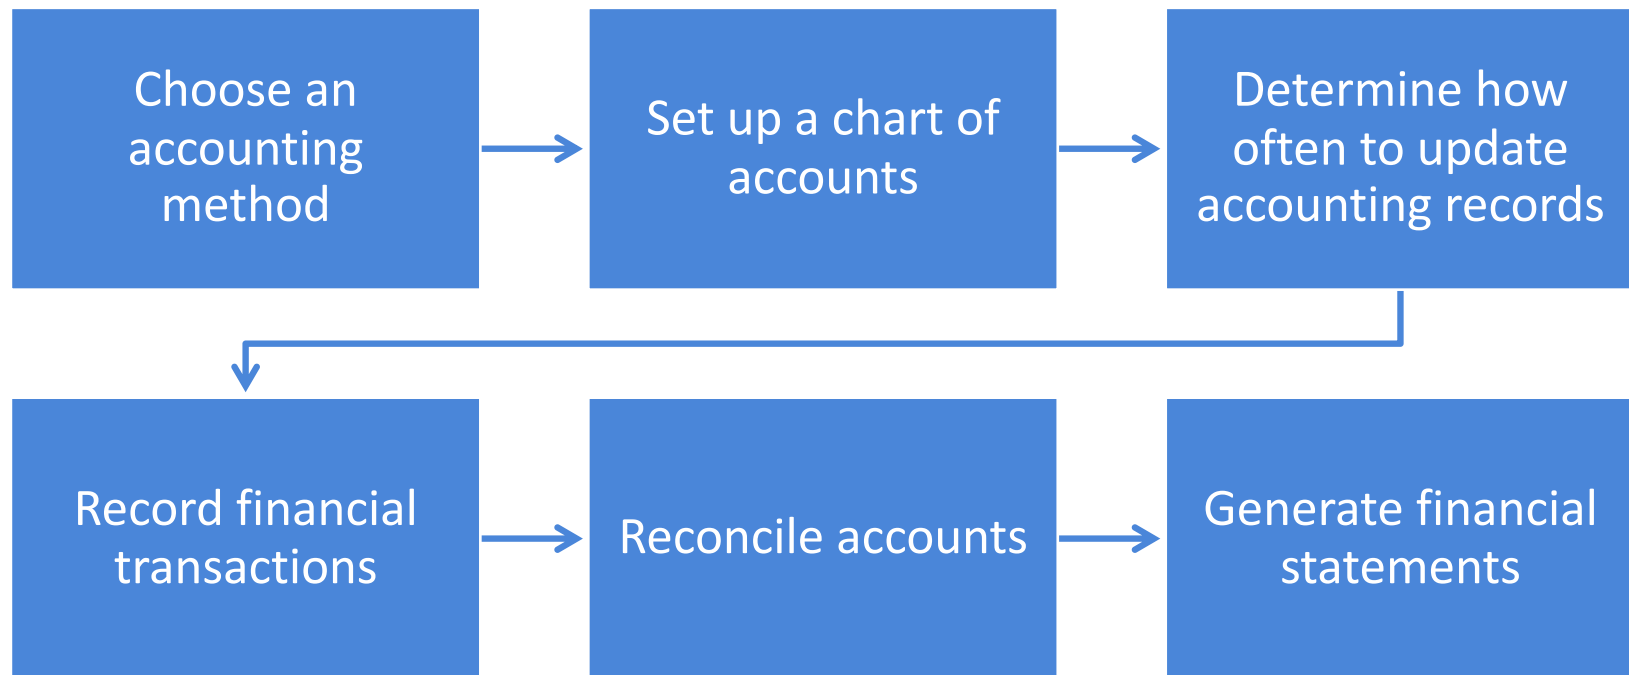 Choose an
accounting
method
Set up a chart of
accounts
Determine how
often to update
accounting records
Record financial
transactions
Reconcile accounts
Generate financial
statements